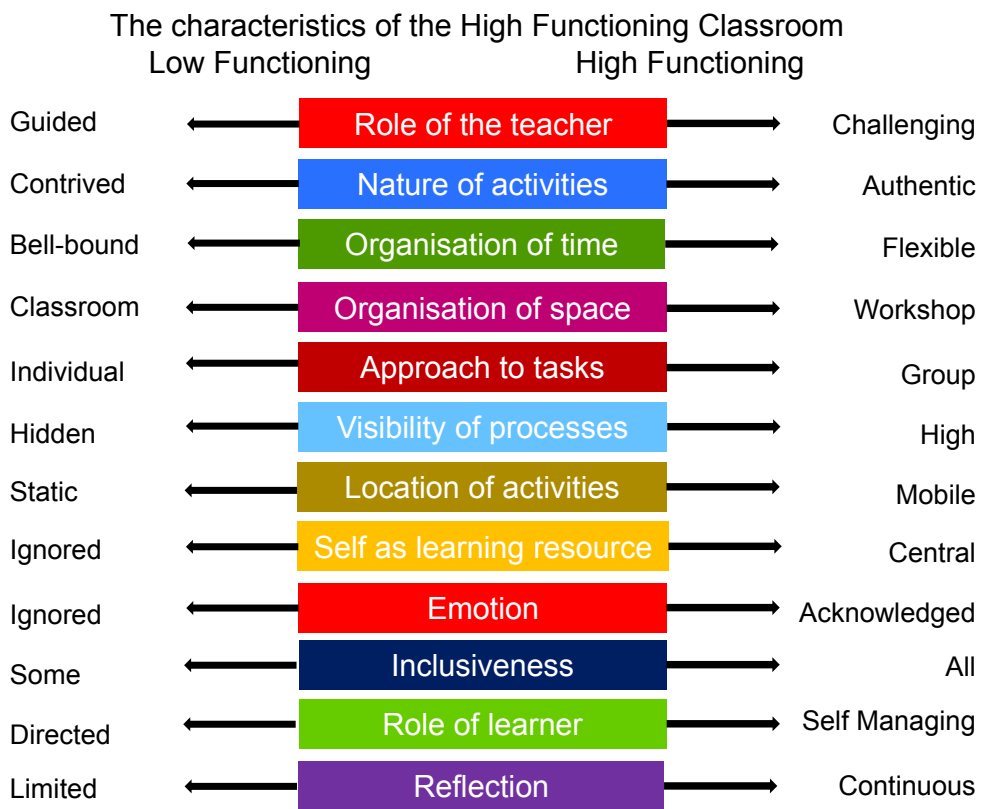 The characteristics of the High Functioning Classroom
Low Functioning High Functioning
Guided Role of the teacher Challenging
Contrived Nature of activities Authentic
Bell-bound Organisation of time Flexible
Classroom Organisation of space Workshop
Individual Approach to tasks Group
Hidden Visibility of processes High
Static Location of activities Mobile
Ignored Self as learning resource Central
Ignored Emotion Acknowledged
Some Inclusiveness All
Directed Role of learner Self Managing
Limited Reflection Continuous